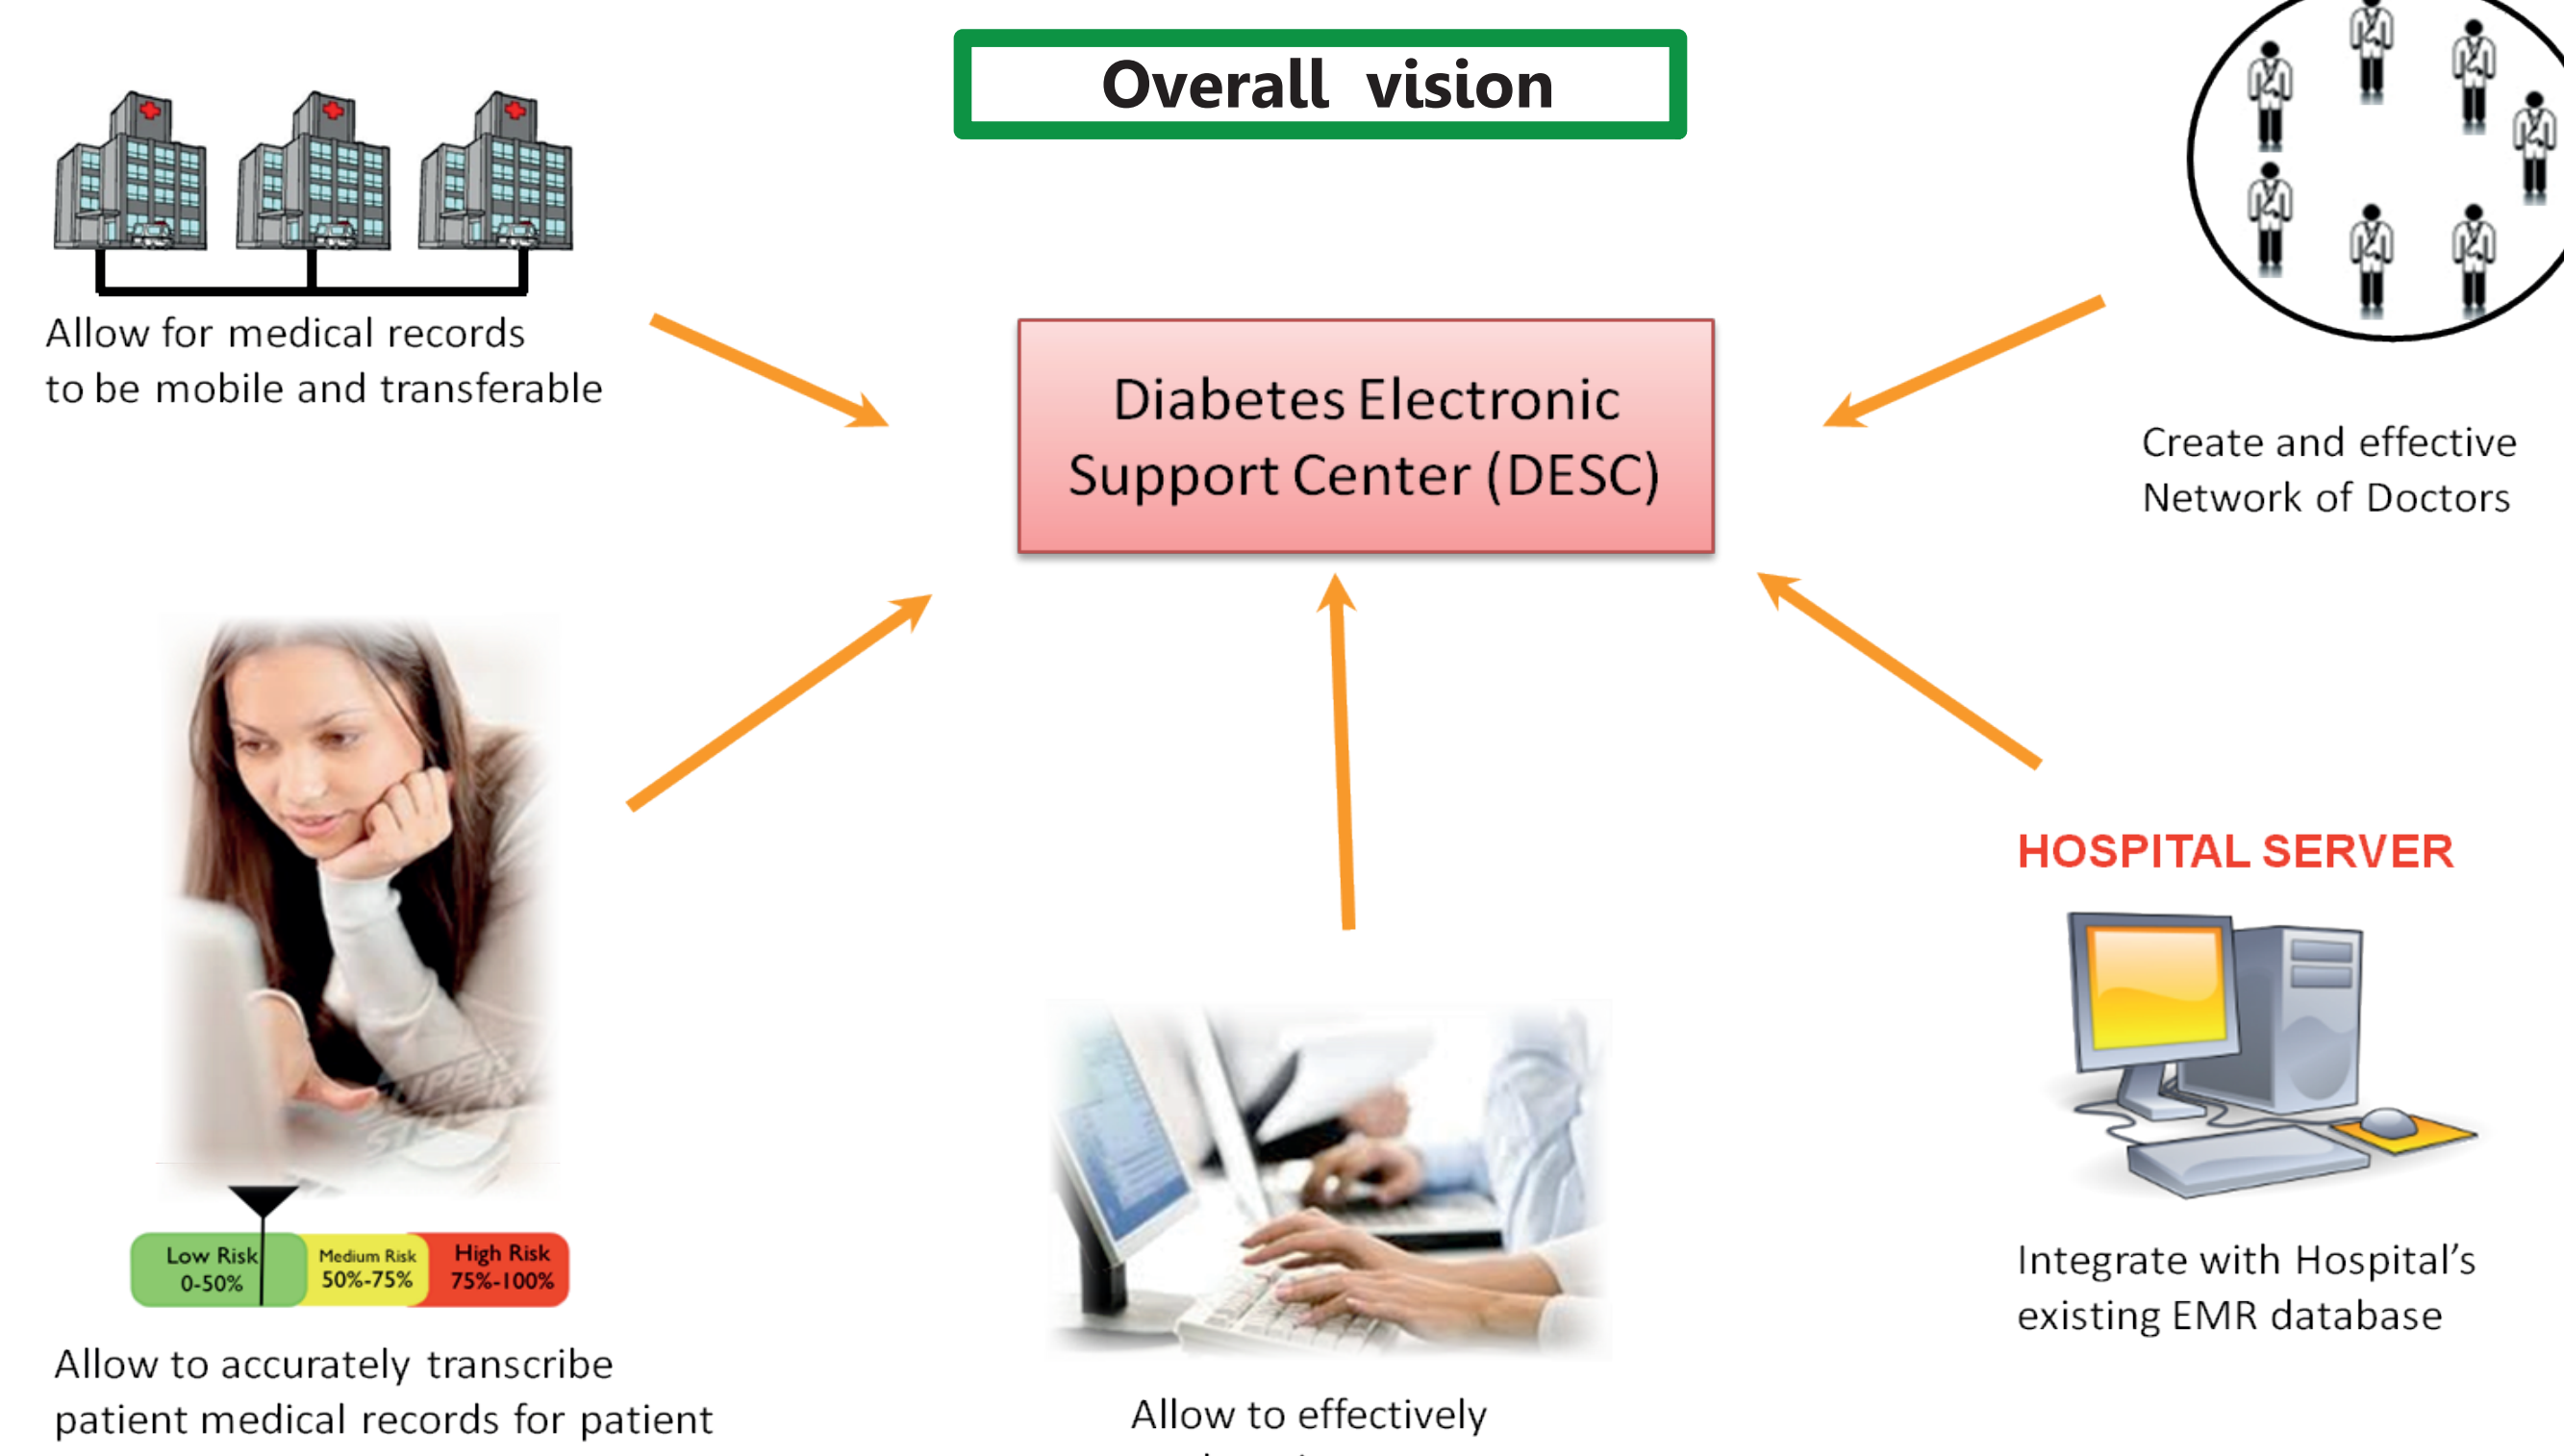 Overall vision
Allow for medical records
to be mobile and transferable
Diabetes Electronic
Support Center (DESC)
Create and effective
Network of Doctors
HOSPITAL SERVER
Low Risk
0-50%
Medium Risk
50%-75%
High Risk
75%-100%
Integrate with Hospital’s
existing EMR database
Allow to accurately transcribe
patient medical records for patient
Allow to effectively